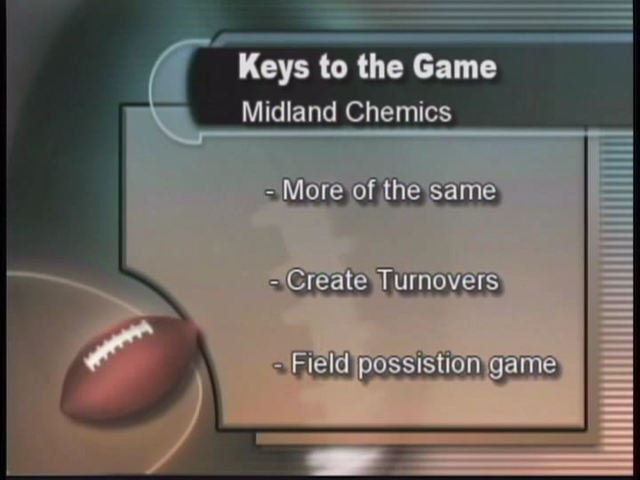 Keys to the Game
Midland Chemics
- More of the same
- Create Turnovers
- Field possistion game